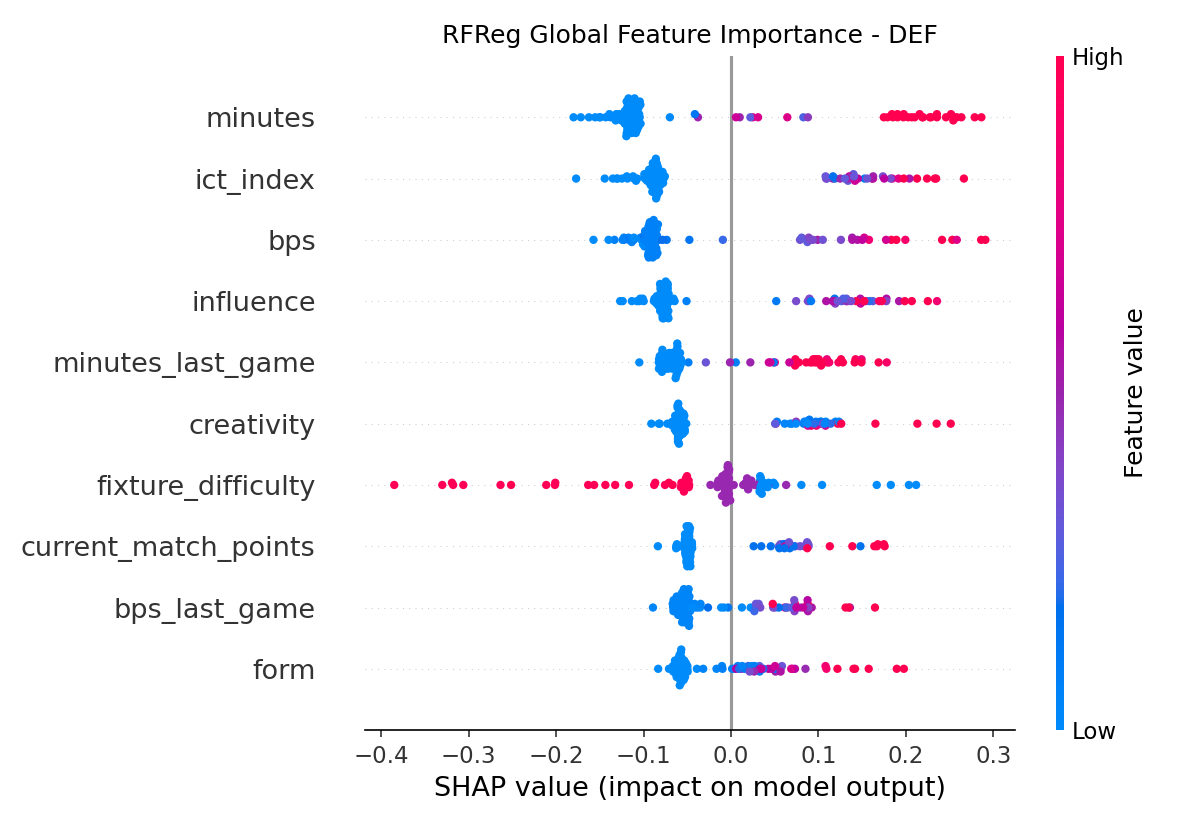 RFReg Global Feature Importance - DEF
High
minutes
ict_index
bps
influence
minutes_last_game
creativity
fixture_difficulty
current_match_points
bps_last_game
form
Feature value
Low
−0.4 −0.3 −0.2 −0.1 0.0 0.1 0.2 0.3
SHAP value (impact on model output)